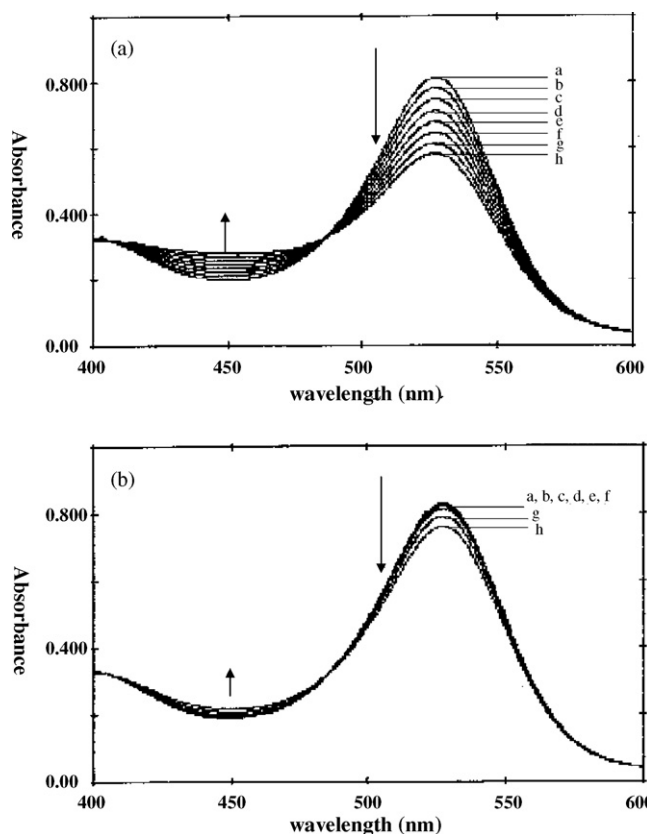 (a)
0.800
0.400
0.00
Absorbance
a
b
c
d
e
f
g
h
400
450
500
550
600
wavelength (nm)
(b)
0.800
0.400
0.00
Absorbance
a, b, c, d, e, f
g
h
400
450
500
550
600
wavelength (nm)